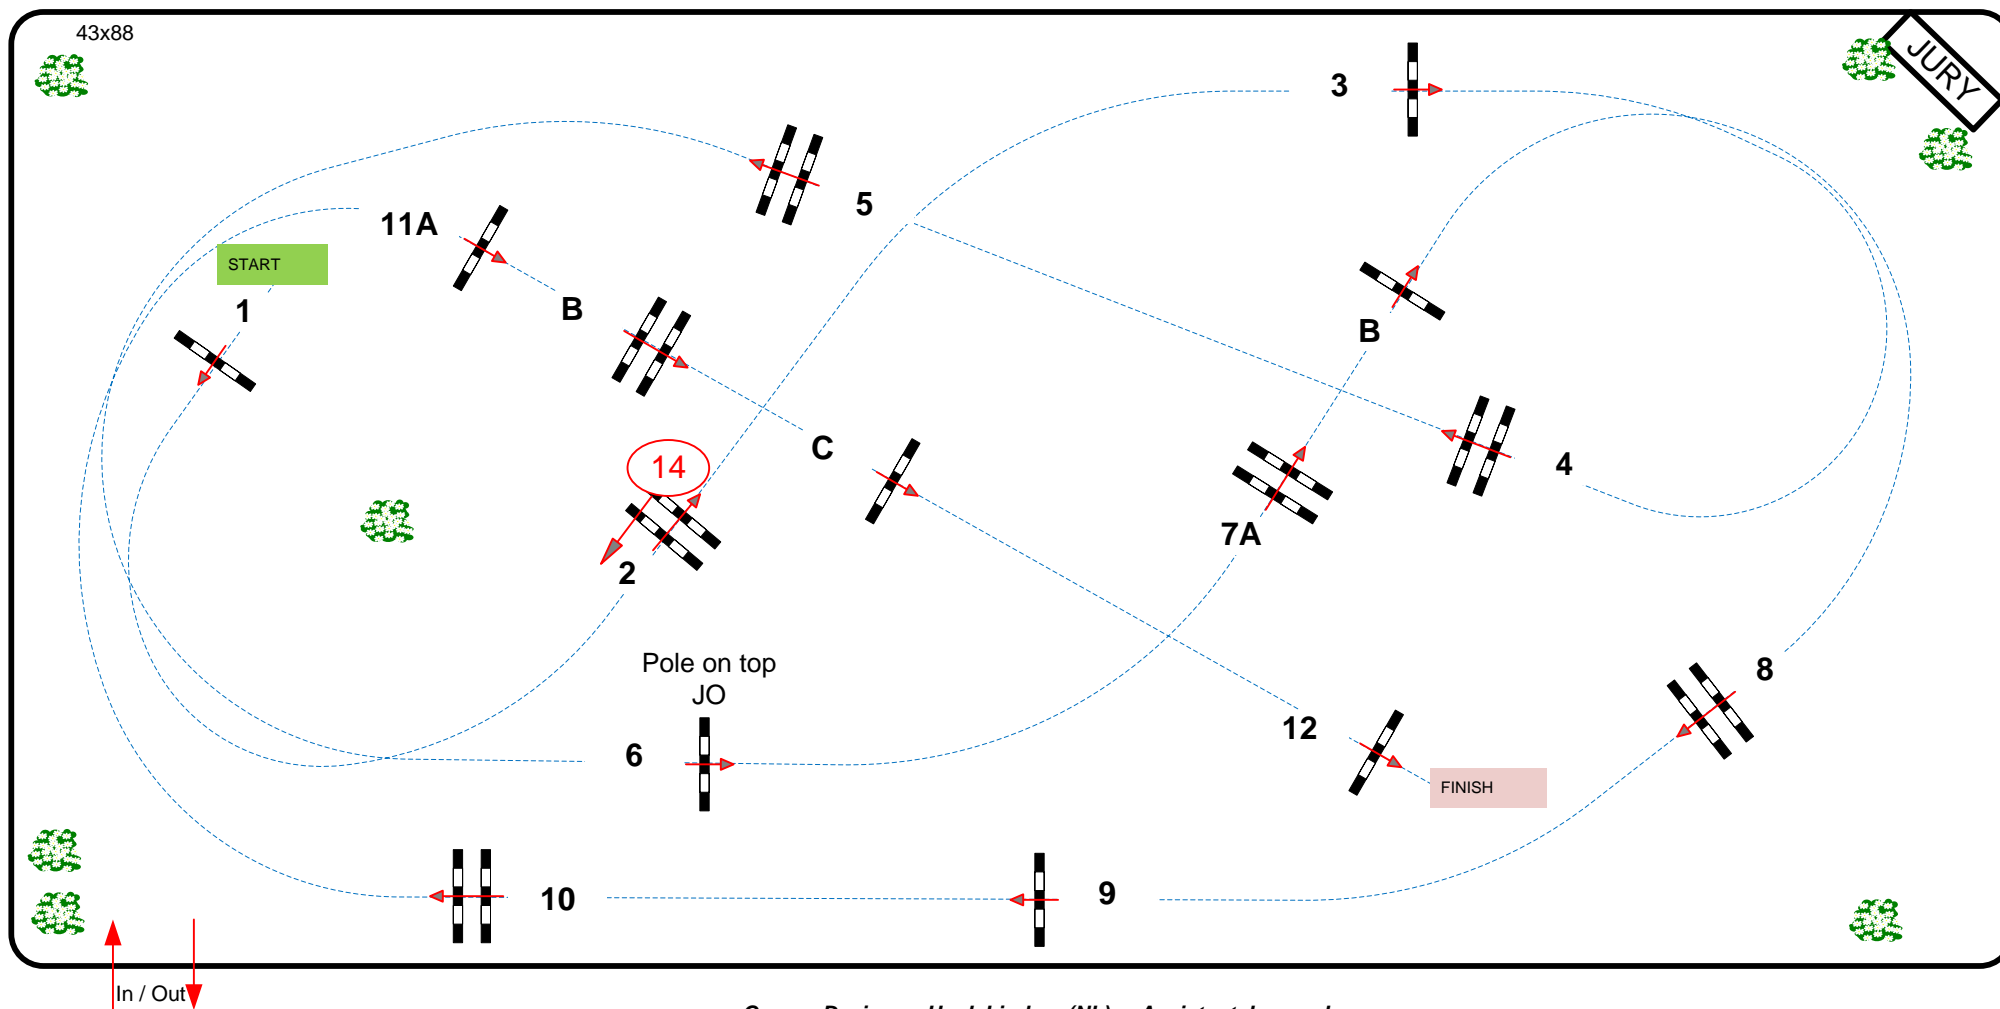 43x88
JURY
3
5
11A
START
1
B
B
C
4
14
7A
2
Pole on top
JO
8
6
12
FINISH
10
9
In / Out